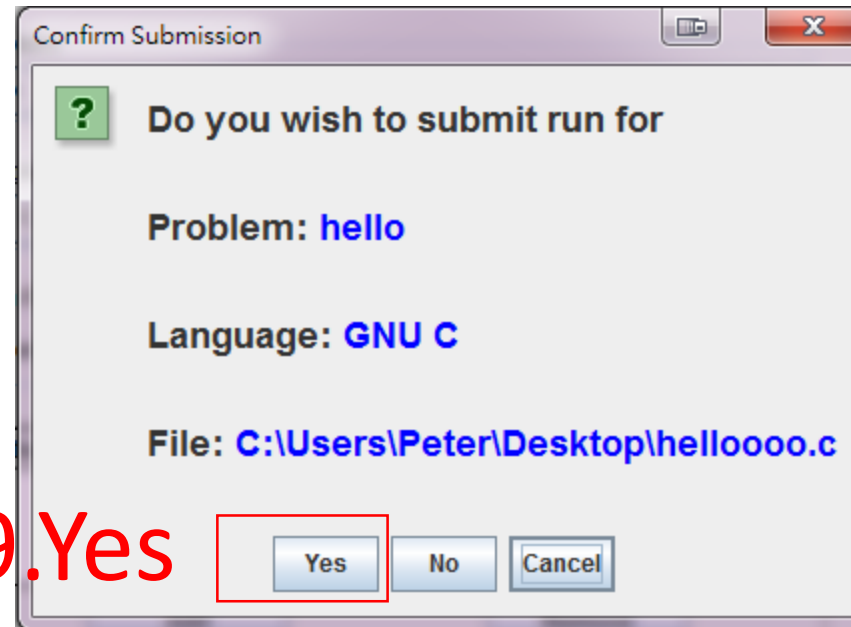 Confirm Submission
?
Do you wish to submit run for
Problem: hello
Language: GNU C
File: C:\Users\Peter\Desktop\helloooo.c
9.Yes
Yes No Cancel